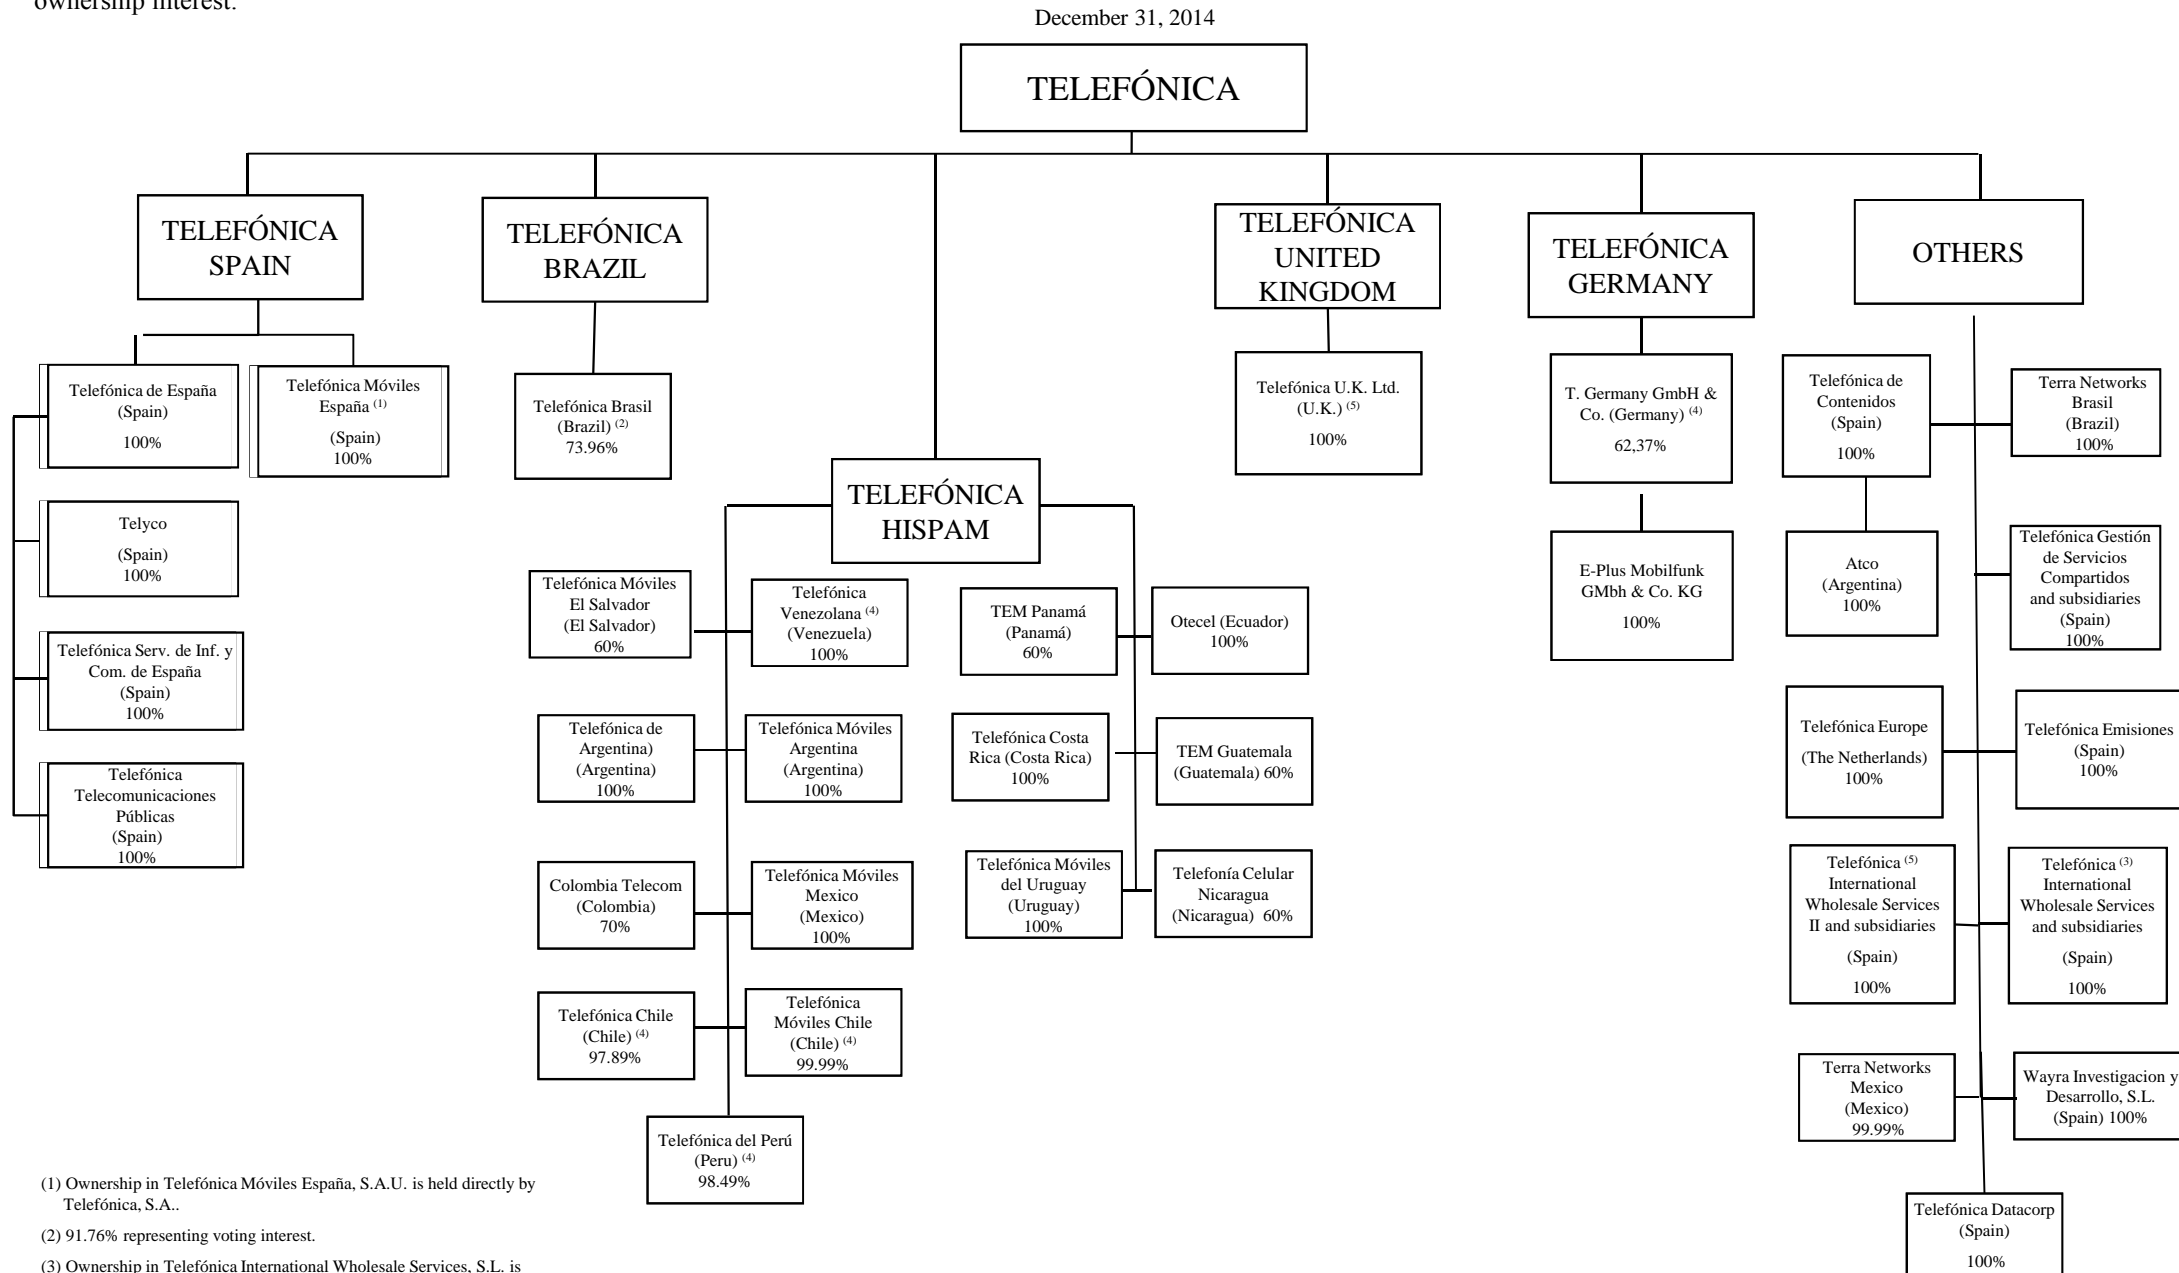 ownership interest.
December 31, 2014
TELEFÓNICA
TELEFÓNICA
SPAIN
TELEFÓNICA
BRAZIL
TELEFÓNICA
UNITED
KINGDOM
TELEFÓNICA
GERMANY
OTHERS
Telefónica de España
(Spain)
100%
Telefónica Móviles
España (1)
(Spain)
100%
Telefónica Brasil
(Brazil) (2)
73.96%
Telefónica U.K. Ltd.
(U.K.) (5)
100%
T. Germany GmbH &
Co. (Germany) (4)
62,37%
Telefónica de
Contenidos
(Spain)
100%
Terra Networks
Brasil
(Brazil)
100%
TELEFÓNICA
HISPAM
Telyco
(Spain)
100%
E-Plus Mobilfunk
GMbh & Co. KG
100%
Atco
(Argentina)
100%
Telefónica Gestión
de Servicios
Compartidos
and subsidiaries
(Spain)
100%
Telefónica Móviles
El Salvador
(El Salvador)
60%
Telefónica
Venezolana (4)
(Venezuela)
100%
TEM Panamá
(Panamá)
60%
Otecel (Ecuador)
100%
Telefónica Serv. de Inf. y
Com. de España
(Spain)
100%
Telefónica de
Argentina)
(Argentina)
100%
Telefónica Móviles
Argentina
(Argentina)
100%
Telefónica Costa
Rica (Costa Rica)
100%
TEM Guatemala
(Guatemala) 60%
Telefónica Europe
(The Netherlands)
100%
Telefónica Emisiones
(Spain)
100%
Telefónica
Telecomunicaciones
Públicas
(Spain)
100%
Colombia Telecom
(Colombia)
70%
Telefónica Móviles
Mexico
(Mexico)
100%
Telefónica Móviles
del Uruguay
(Uruguay)
100%
Telefonía Celular
Nicaragua
(Nicaragua) 60%
Telefónica (5)
International
Wholesale Services
II and subsidiaries
(Spain)
100%
Telefónica (3)
International
Wholesale Services
and subsidiaries
(Spain)
100%
Telefónica Chile
(Chile) (4)
97.89%
Telefónica
Móviles Chile
(Chile) (4)
99.99%
Terra Networks
Mexico
(Mexico)
99.99%
Wayra Investigacion y
Desarrollo, S.L.
(Spain) 100%
Telefónica del Perú
(Peru) (4)
98.49%
Telefónica Datacorp
(Spain)
100%
(1) Ownership in Telefónica Móviles España, S.A.U. is held directly by
Telefónica, S.A..
(2) 91.76% representing voting interest.
(3) Ownership in Telefónica International Wholesale Services, S.L. is